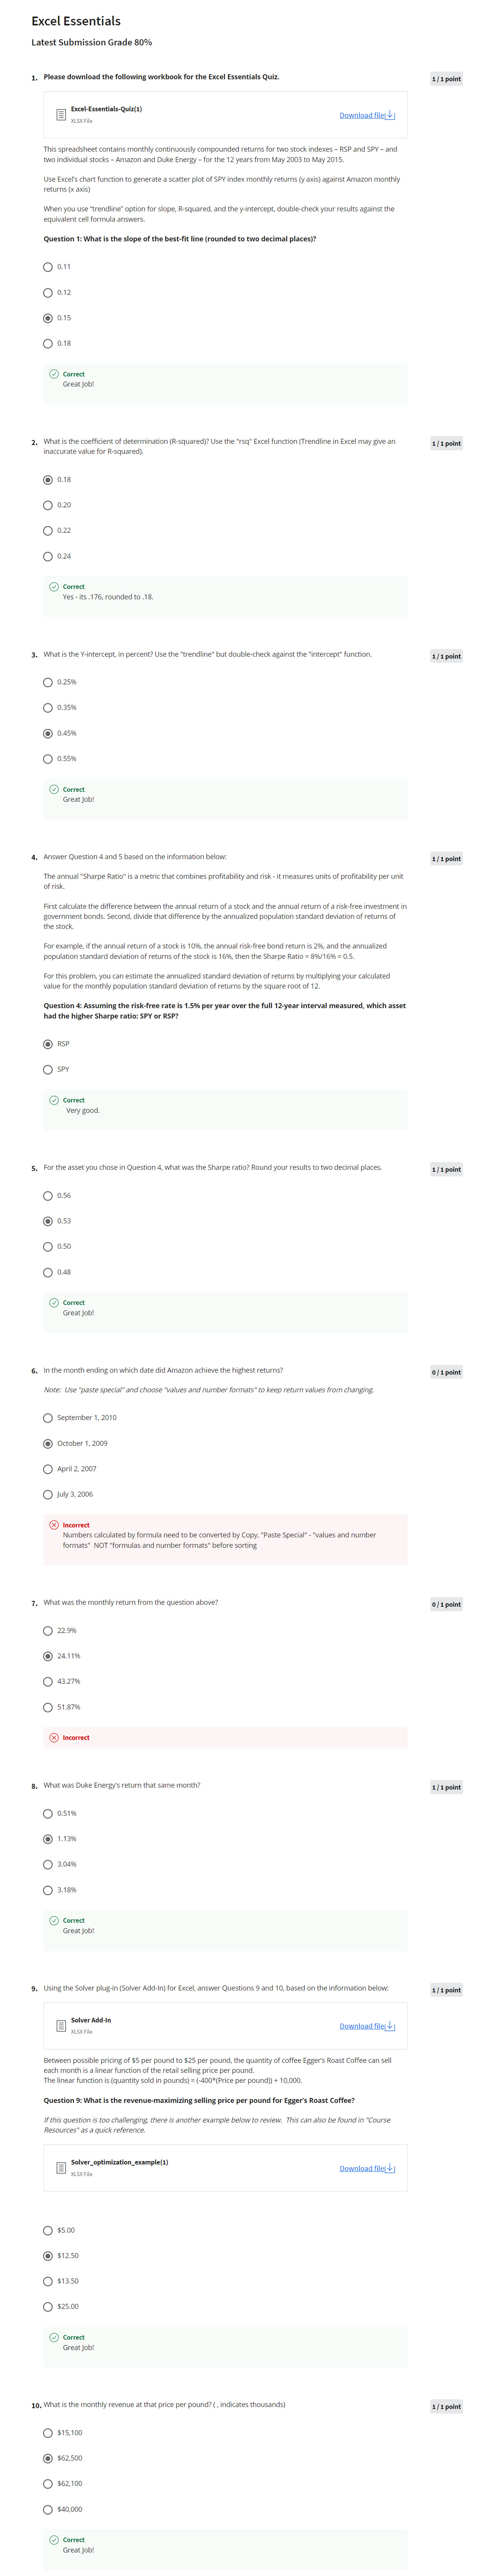 Excel Essentials
Latest Submission Grade 80%
1. Please download the following workbook for the Excel Essentials Quiz.
1 / 1 point
Excel-Essentials-Quiz(1)
XLSX File
Download file
This spreadsheet contains monthly continuously compounded returns for two stock indexes – RSP and SPY – and
two individual stocks – Amazon and Duke Energy – for the 12 years from May 2003 to May 2015.
Use Excel's chart function to generate a scatter plot of SPY index monthly returns (y axis) against Amazon monthly
returns (x axis)
When you use "trendline" option for slope, R-squared, and the y-intercept, double-check your results against the
equivalent cell formula answers.
Question 1: What is the slope of the best-fit line (rounded to two decimal places)?
0.11
0.12
0.15
0.18
Correct
Great Job!
2. What is the coefficient of determination (R-squared)? Use the "rsq" Excel function (Trendline in Excel may give an
inaccurate value for R-squared).
1 / 1 point
0.18
0.20
0.22
0.24
Correct
Yes - its .176, rounded to .18.
3. What is the Y-intercept, in percent? Use the "trendline" but double-check against the "intercept" function.
1 / 1 point
0.25%
0.35%
0.45%
0.55%
Correct
Great Job!
4. Answer Question 4 and 5 based on the information below:
1 / 1 point
The annual "Sharpe Ratio" is a metric that combines profitability and risk - it measures units of profitability per unit
of risk.
First calculate the difference between the annual return of a stock and the annual return of a risk-free investment in
government bonds. Second, divide that difference by the annualized population standard deviation of returns of
the stock.
For example, if the annual return of a stock is 10%, the annual risk-free bond return is 2%, and the annualized
population standard deviation of returns of the stock is 16%, then the Sharpe Ratio = 8%/16% = 0.5.
For this problem, you can estimate the annualized standard deviation of returns by multiplying your calculated
value for the monthly population standard deviation of returns by the square root of 12.
Question 4: Assuming the risk-free rate is 1.5% per year over the full 12-year interval measured, which asset
had the higher Sharpe ratio: SPY or RSP?
RSP
SPY
Correct
Very good.
5. For the asset you chose in Question 4, what was the Sharpe ratio? Round your results to two decimal places.
1 / 1 point
0.56
0.53
0.50
0.48
Correct
Great Job!
6. In the month ending on which date did Amazon achieve the highest returns?
0 / 1 point
Note: Use "paste special" and choose "values and number formats" to keep return values from changing.
September 1, 2010
October 1, 2009
April 2, 2007
July 3, 2006
Incorrect
Numbers calculated by formula need to be converted by Copy, "Paste Special" - "values and number
formats" NOT "formulas and number formats" before sorting
7. What was the monthly return from the question above?
0 / 1 point
22.9%
24.11%
43.27%
51.87%
Incorrect
8. What was Duke Energy's return that same month?
1 / 1 point
0.51%
1.13%
3.04%
3.18%
Correct
Great Job!
9. Using the Solver plug-in (Solver Add-In) for Excel, answer Questions 9 and 10, based on the information below:
1 / 1 point
Solver Add-In
XLSX File
Download file
Between possible pricing of $5 per pound to $25 per pound, the quantity of coffee Egger's Roast Coffee can sell
each month is a linear function of the retail selling price per pound.
The linear function is (quantity sold in pounds) = (-400*(Price per pound)) + 10,000.
Question 9: What is the revenue-maximizing selling price per pound for Egger's Roast Coffee?
If this question is too challenging, there is another example below to review. This can also be found in "Course
Resources" as a quick reference.
Solver_optimization_example(1)
XLSX File
Download file
$5.00
$12.50
$13.50
$25.00
Correct
Great Job!
10. What is the monthly revenue at that price per pound? ( , indicates thousands)
1 / 1 point
$15,100
$62,500
$62,100
$40,000
Correct
Great Job!